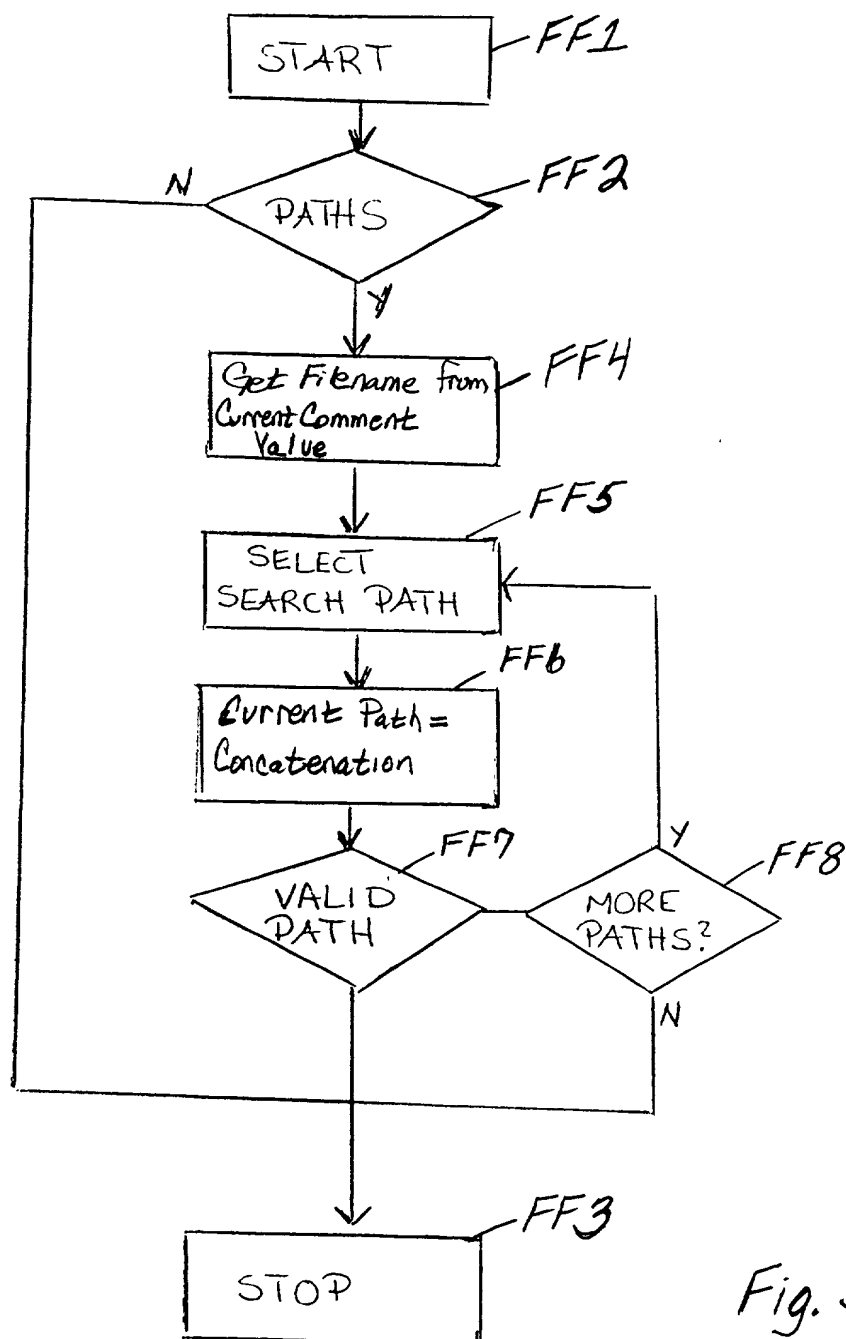 START
FF1
N
PATHS
FF2
Y
Get Filename from
Current Comment
Value
FF4
SELECT
SEARCH PATH
FF5
Current Path =
Concatenation
FF6
VALID
PATH
FF7
Y
MORE
PATHS?
FF8
N
STOP
FF3
Fig.